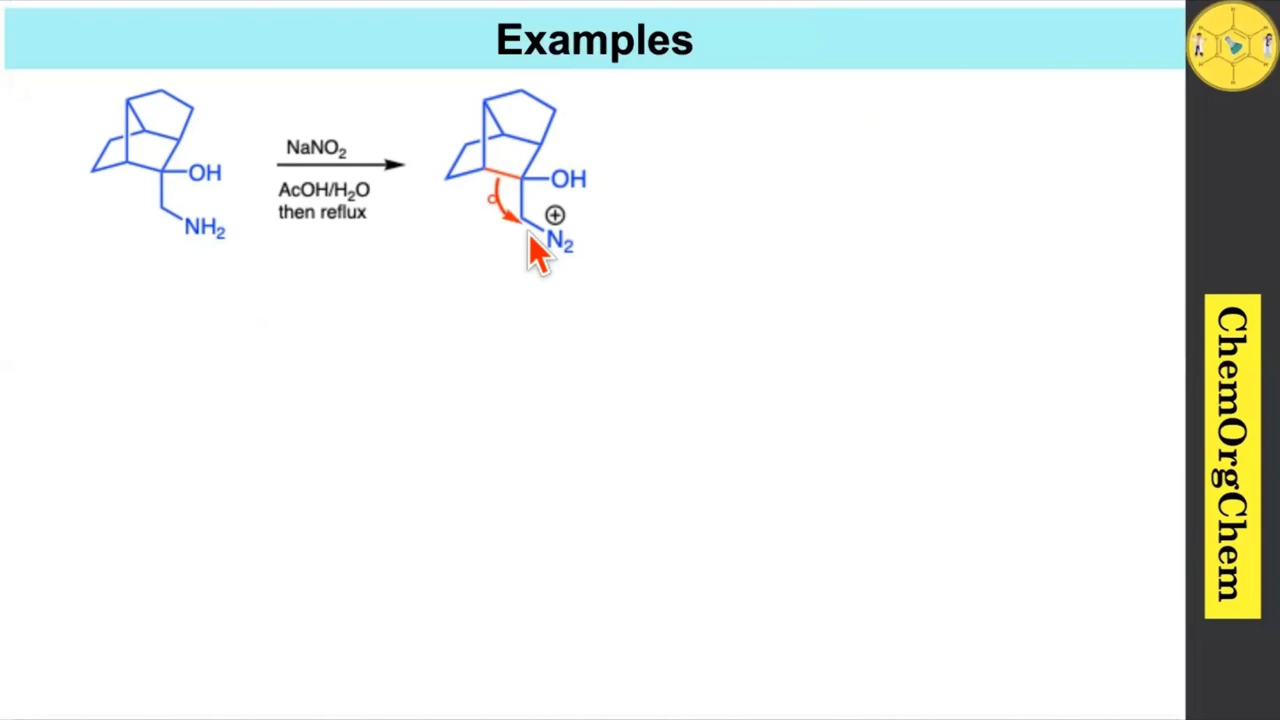 Examples
OH
NH₂
NaNO₂
AcOH/H₂O
then reflux
OH
⊕
N₂
ChemOrgChem